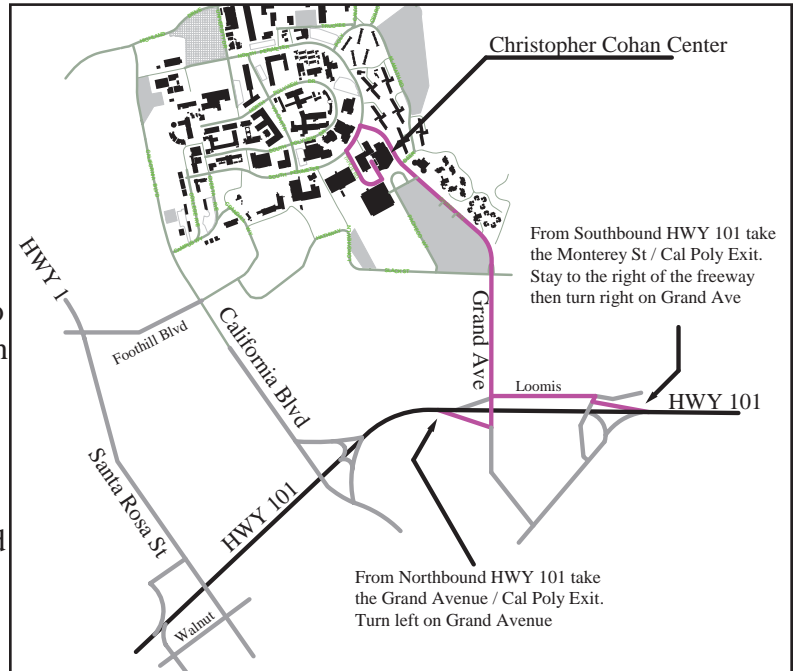 Christopher Cohan Center
From Southbound HWY 101 take
the Monterey St / Cal Poly Exit.
Stay to the right of the freeway
then turn right on Grand Ave
HWY 1
Foothill Blvd
California Blvd
Grand Ave
Loomis
HWY 101
Santa Rosa St
HWY 101
Walnut
From Northbound HWY 101 take
the Grand Avenue / Cal Poly Exit.
Turn left on Grand Avenue